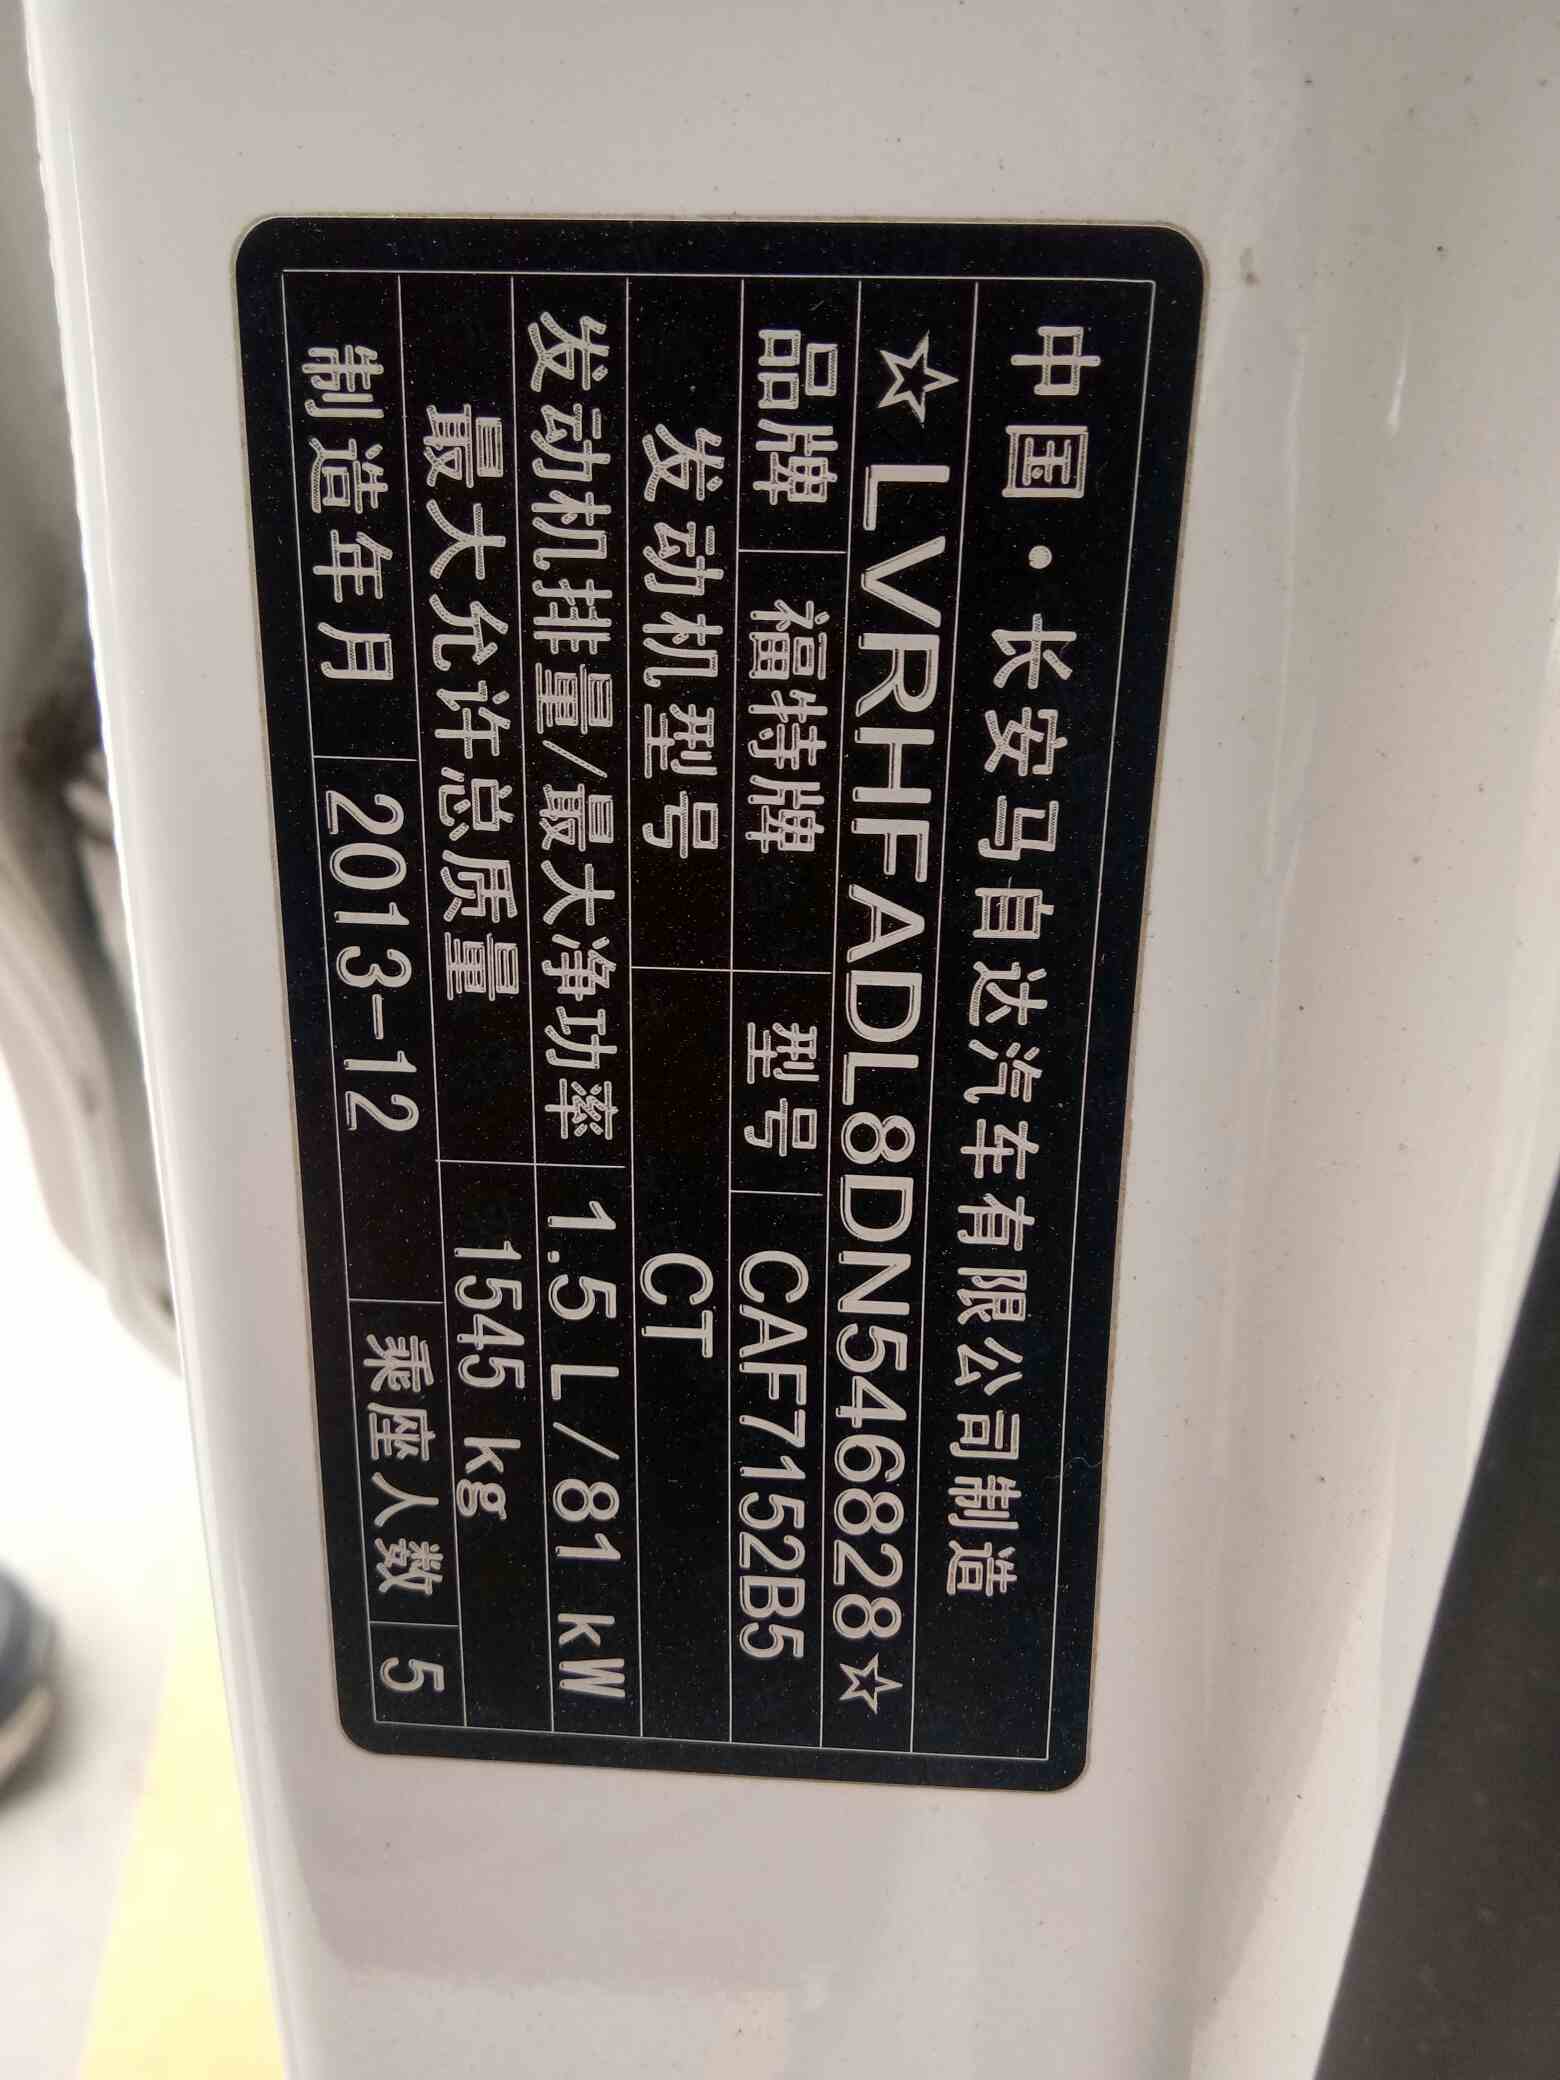 中国·长安马自达汽车有限公司制造
☆LVRHFADL8DN546828☆
品牌 福特牌 型号 CAF7152B5
发动机型号 CT
发动机排量/最大净功率 1.5 L/81 kW
最大允许总质量 1545 kg
制造年月 2013-12 乘座人数 5